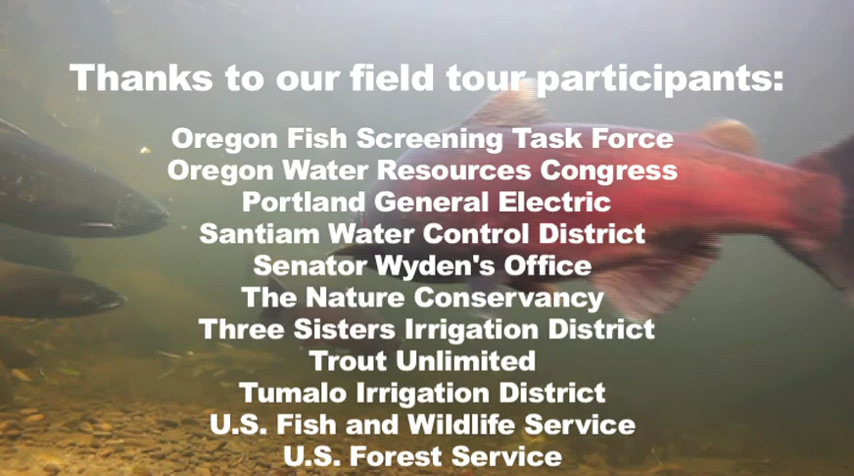 Thanks to our field tour participants:
Oregon Fish Screening Task Force
Oregon Water Resources Congress
Portland General Electric
Santiam Water Control District
Senator Wyden's Office
The Nature Conservancy
Three Sisters Irrigation District
Trout Unlimited
Tumalo Irrigation District
U.S. Fish and Wildlife Service
U.S. Forest Service